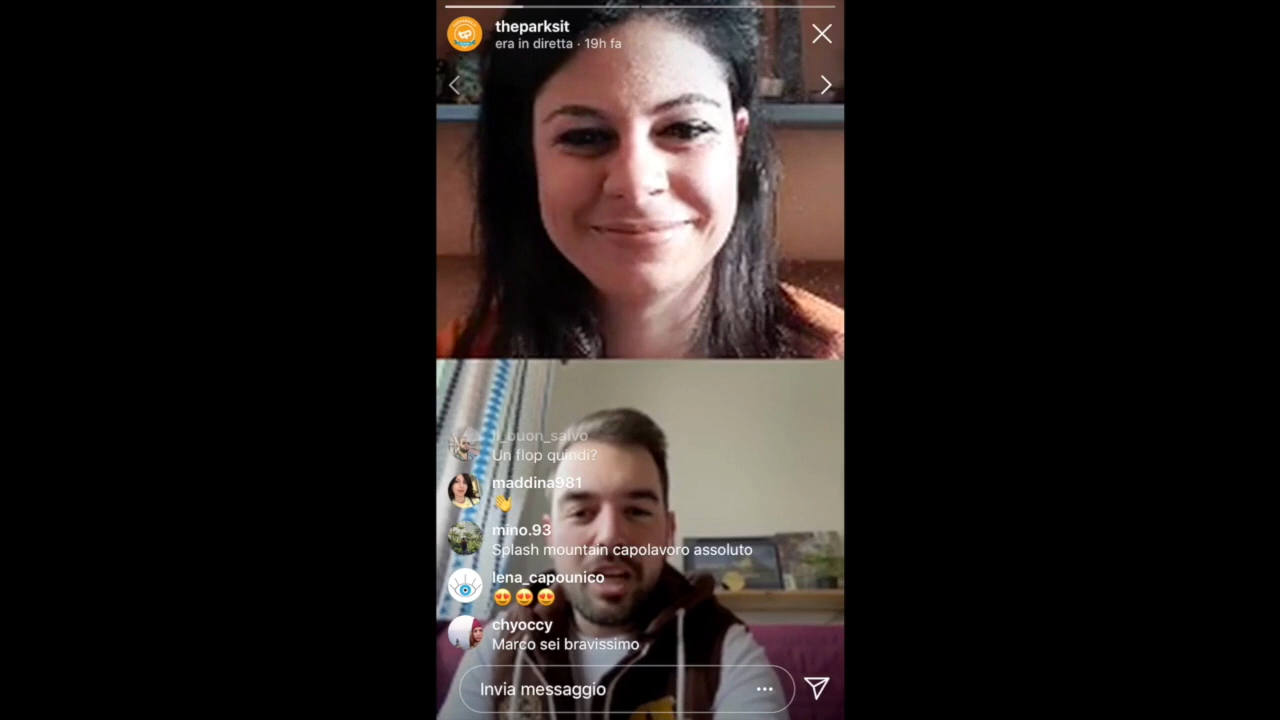 theparksit
era in diretta · 19h fa
il_buon_salvo
Un flop quindi?
maddina981
👋
mino.93
Splash mountain capolavoro assoluto
lena_capounico
😍😍😍
chyoccy
Marco sei bravissimo
Invia messaggio